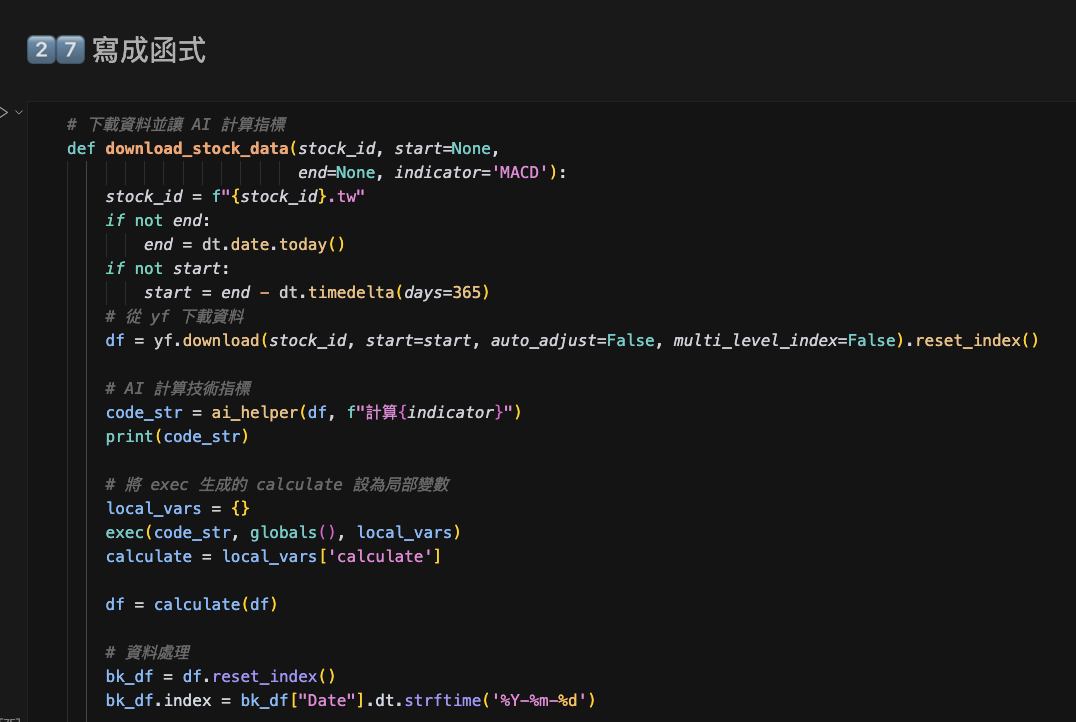 27 寫成函式
# 下載資料並讓 AI 計算指標
def download_stock_data(stock_id, start=None,
end=None, indicator='MACD'):
stock_id = f"{stock_id}.tw"
if not end:
end = dt.date.today()
if not start:
start = end - dt.timedelta(days=365)
# 從 yf 下載資料
df = yf.download(stock_id, start=start, auto_adjust=False, multi_level_index=False).reset_index()
# AI 計算技術指標
code_str = ai_helper(df, f"計算{indicator}")
print(code_str)
# 將 exec 生成的 calculate 設為局部變數
local_vars = {}
exec(code_str, globals(), local_vars)
calculate = local_vars['calculate']
df = calculate(df)
# 資料處理
bk_df = df.reset_index()
bk_df.index = bk_df["Date"].dt.strftime('%Y-%m-%d')